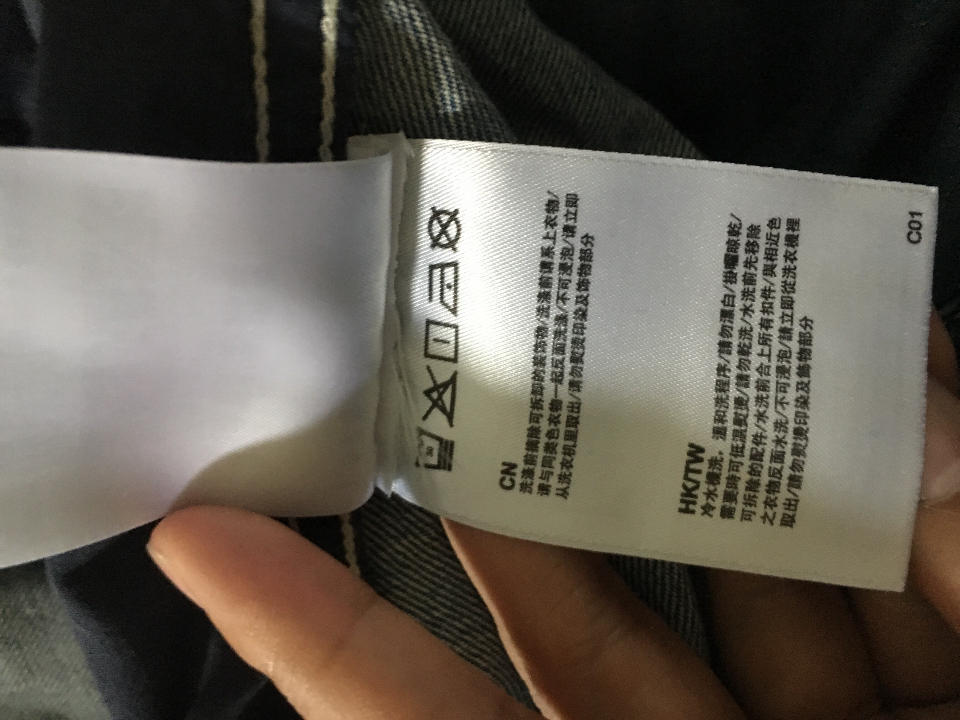 30
CN
洗涤前摘除可拆卸的装饰物/洗涤前请系上衣物/
请与同类色衣物一起反面洗涤/不可浸泡/请立即
从洗衣机里取出/请勿熨烫印染及饰物部分
HK/TW
冷水機洗，溫和洗程序/請勿漂白/掛曬晾乾/
需要時可低溫熨燙/請勿乾洗/水洗前先移除
可拆除的配件/水洗前合上所有扣件/與相近色
之衣物反面水洗/不可浸泡/請立即從洗衣機裡
取出/請勿熨燙印染及飾物部分
C01